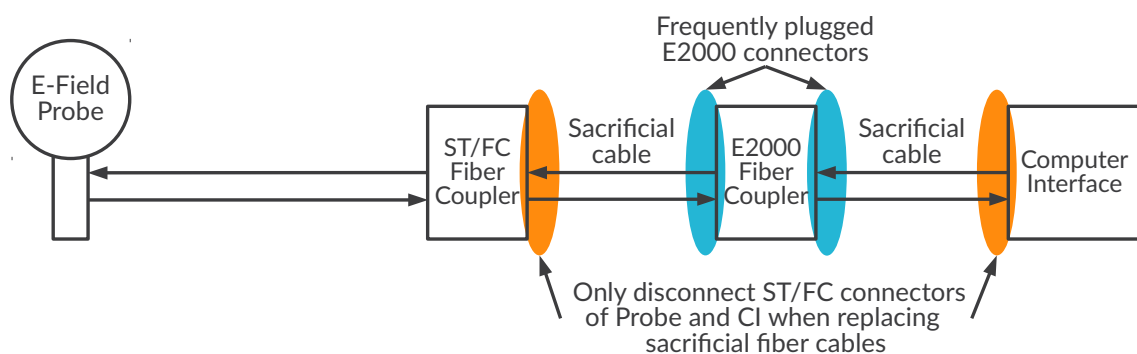 Frequently plugged
E2000 connectors
E-Field
Probe
ST/FC
Fiber
Coupler
Sacrificial
cable
E2000
Fiber
Coupler
Sacrificial
cable
Computer
Interface
Only disconnect ST/FC connectors
of Probe and CI when replacing
sacrificial fiber cables